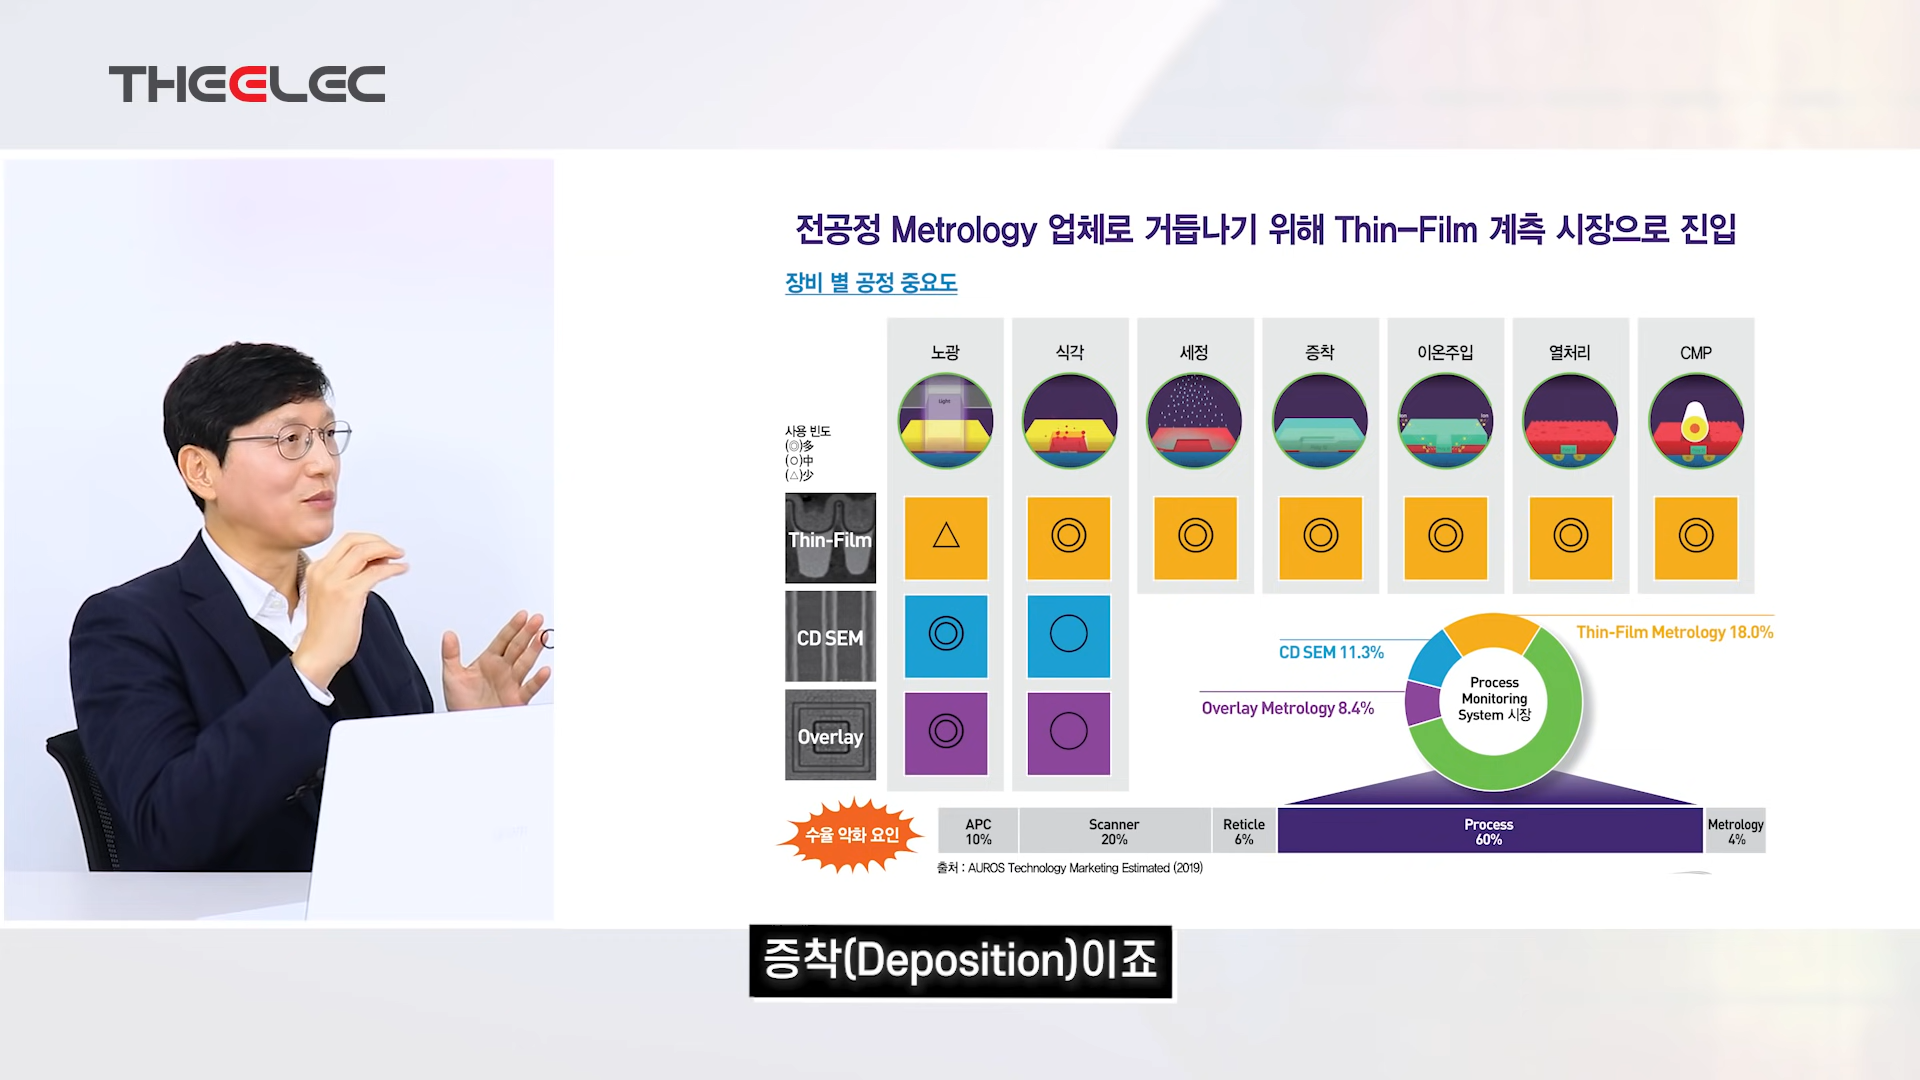 THEELEC
전공정 Metrology 업체로 거듭나기 위해 Thin-Film 계측 시장으로 진입
장비 별 공정 중요도
노광 식각 세정 증착 이온주입 열처리 CMP
Light
사용 빈도
(◎)多
(O)中
(△)少
Thin-Film △ ◎ ◎ ◎ ◎ ◎ ◎
CD SEM ◎ ○
Overlay ◎ ○
Thin-Film Metrology 18.0%
CD SEM 11.3%
Overlay Metrology 8.4%
Process
Monitoring
System 시장
수율 악화 요인
APC
10%
Scanner
20%
Reticle
6%
Process
60%
Metrology
4%
출처 : AUROS Technology Marketing Estimated (2019)
증착(Deposition)이죠